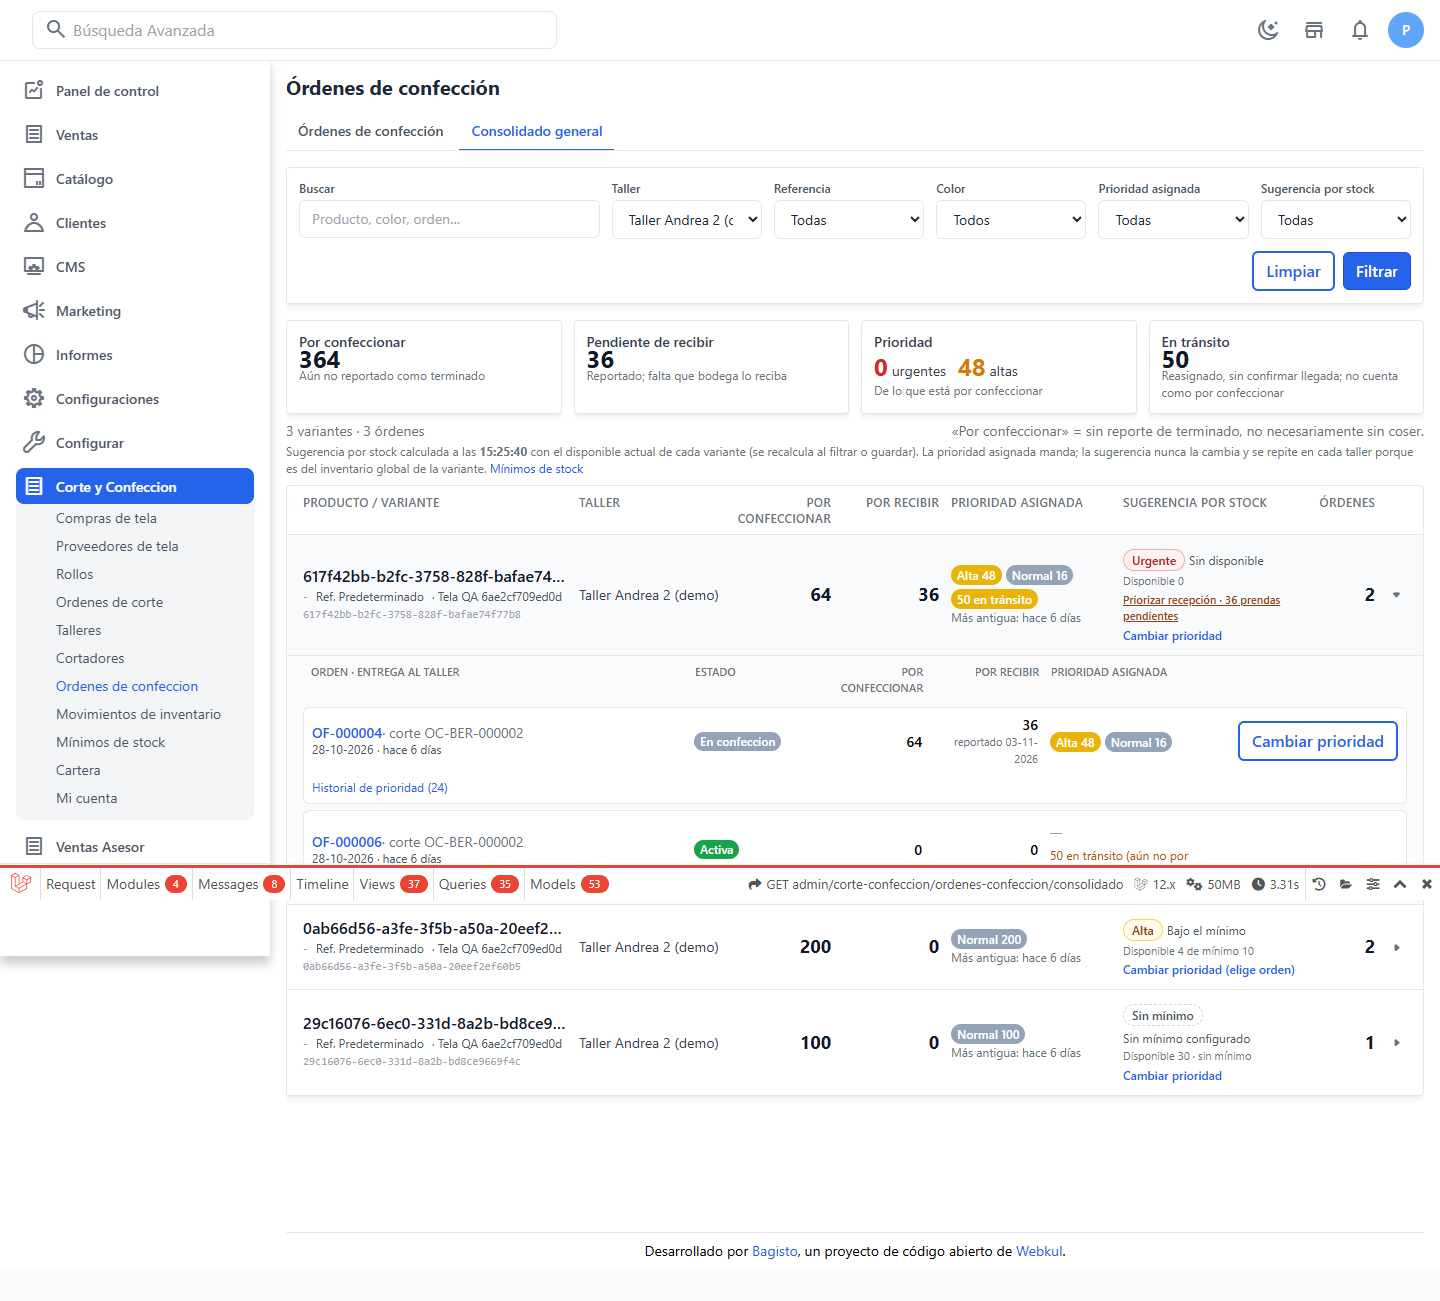 Búsqueda Avanzada
P
Panel de control
Ventas
Catálogo
Clientes
CMS
Marketing
Informes
Configuraciones
Configurar
Corte y Confeccion
Compras de tela
Proveedores de tela
Rollos
Ordenes de corte
Talleres
Cortadores
Ordenes de confeccion
Movimientos de inventario
Mínimos de stock
Cartera
Mi cuenta
Ventas Asesor
Órdenes de confección
Órdenes de confección Consolidado general
Buscar Taller Referencia Color Prioridad asignada Sugerencia por stock
Producto, color, orden... Taller Andrea 2 (c Todas Todos Todas Todas
Limpiar Filtrar
Por confeccionar
364
Aún no reportado como terminado
Pendiente de recibir
36
Reportado; falta que bodega lo reciba
Prioridad
0 urgentes 48 altas
De lo que está por confeccionar
En tránsito
50
Reasignado, sin confirmar llegada; no cuenta
como por confeccionar
3 variantes · 3 órdenes «Por confeccionar» = sin reporte de terminado, no necesariamente sin coser.
Sugerencia por stock calculada a las 15:25:40 con el disponible actual de cada variante (se recalcula al filtrar o guardar). La prioridad asignada manda; la sugerencia nunca la cambia y se repite en cada taller porque
es del inventario global de la variante. Mínimos de stock
PRODUCTO / VARIANTE TALLER POR CONFECCIONAR POR RECIBIR PRIORIDAD ASIGNADA SUGERENCIA POR STOCK ÓRDENES
617f42bb-b2fc-3758-828f-bafae74...
- Ref. Predeterminado · Tela QA 6ae2cf709ed0d
617f42bb-b2fc-3758-828f-bafae74f77b8
Taller Andrea 2 (demo)
64
36
Alta 48 Normal 16
50 en tránsito
Más antigua: hace 6 días
Urgente Sin disponible
Disponible 0
Priorizar recepción · 36 prendas
pendientes
Cambiar prioridad
2
ORDEN · ENTREGA AL TALLER ESTADO POR CONFECCIONAR POR RECIBIR PRIORIDAD ASIGNADA
OF-000004· corte OC-BER-000002
28-10-2026 · hace 6 días
Historial de prioridad (24)
En confeccion
64
36
reportado 03-11-
2026
Alta 48 Normal 16
Cambiar prioridad
OF-000006· corte OC-BER-000002
28-10-2026 · hace 6 días
Activa
0
0
—
50 en tránsito (aún no por
Request Modules 4 Messages 8 Timeline Views 37 Queries 35 Models 53 GET admin/corte-confeccion/ordenes-confeccion/consolidado 12.x 50MB 3.31s
0ab66d56-a3fe-3f5b-a50a-20eef2...
- Ref. Predeterminado · Tela QA 6ae2cf709ed0d
0ab66d56-a3fe-3f5b-a50a-20eef2ef60b5
Taller Andrea 2 (demo)
200
0
Normal 200
Más antigua: hace 6 días
Alta Bajo el mínimo
Disponible 4 de mínimo 10
Cambiar prioridad (elige orden)
2
29c16076-6ec0-331d-8a2b-bd8ce9...
- Ref. Predeterminado · Tela QA 6ae2cf709ed0d
29c16076-6ec0-331d-8a2b-bd8ce9669f4c
Taller Andrea 2 (demo)
100
0
Normal 100
Más antigua: hace 6 días
Sin mínimo
Sin mínimo configurado
Disponible 30 · sin mínimo
Cambiar prioridad
1
Desarrollado por Bagisto, un proyecto de código abierto de Webkul.